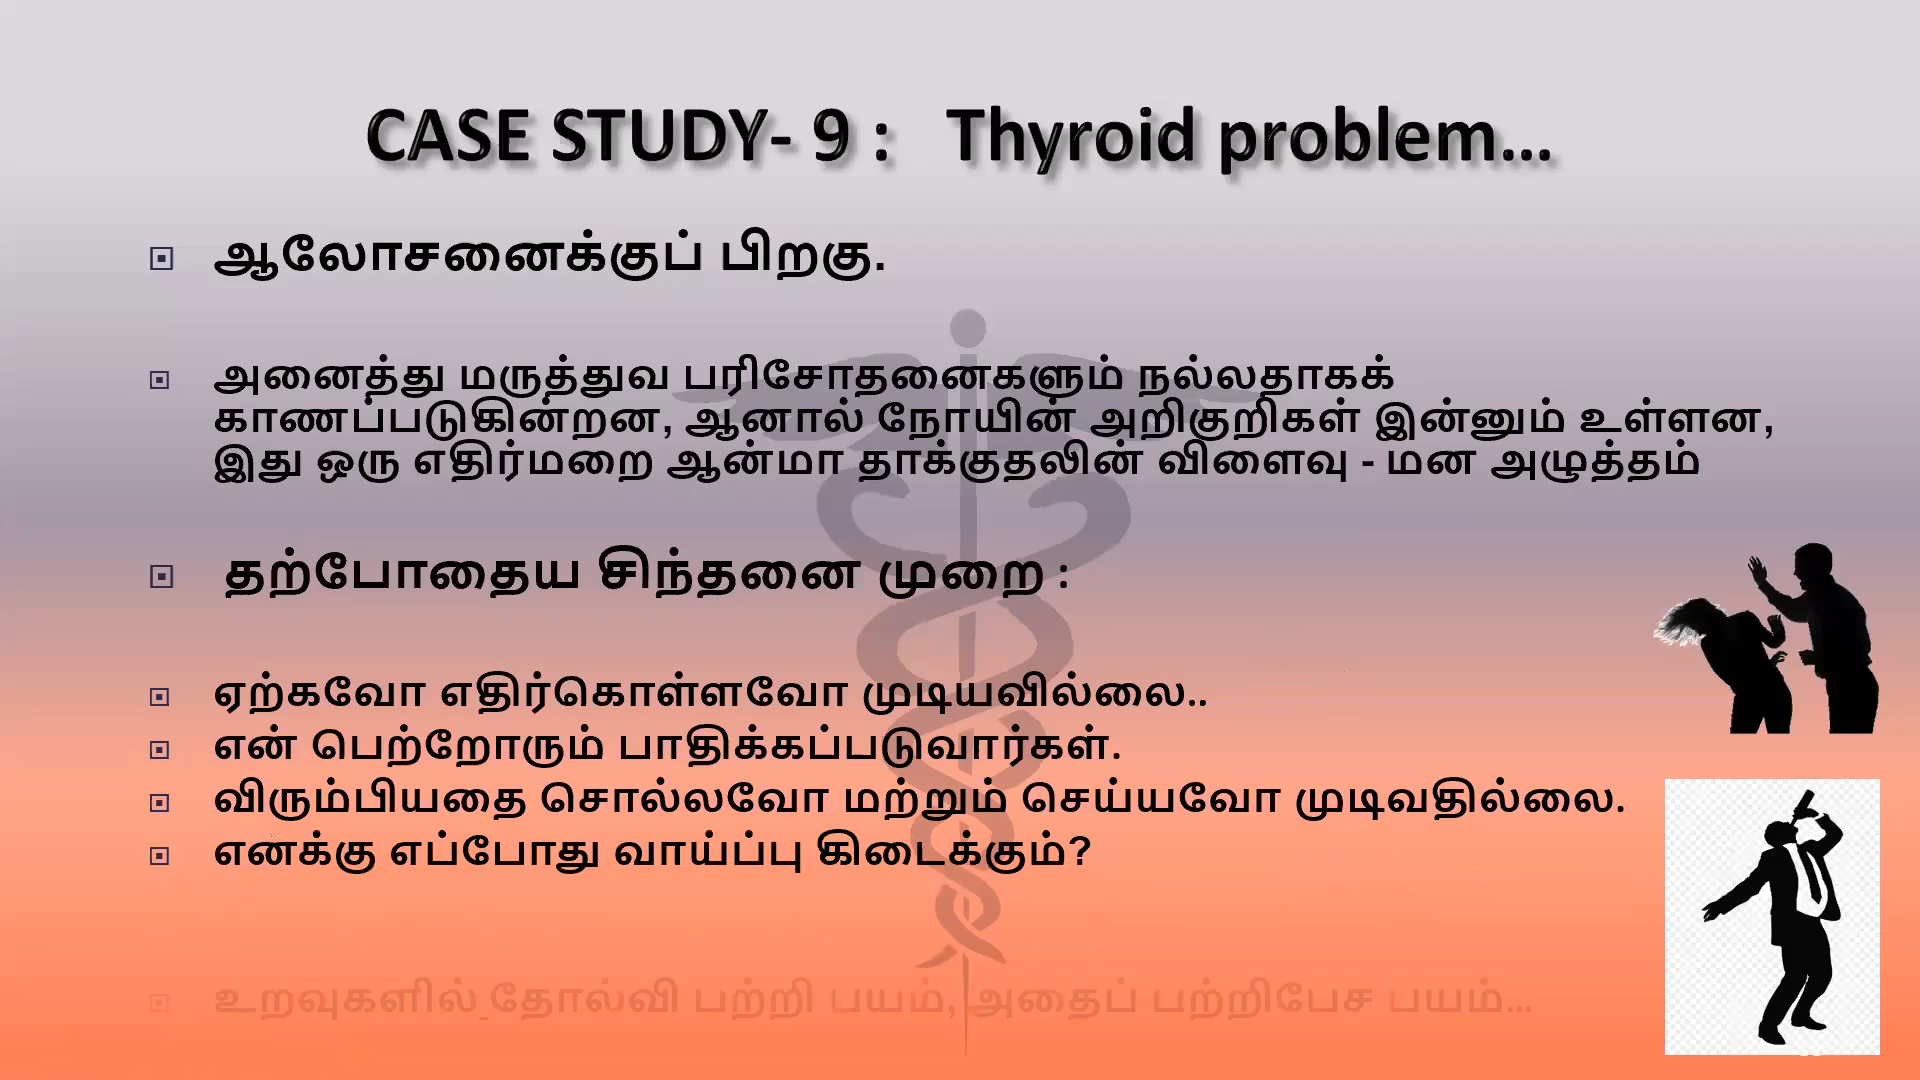 CASE STUDY- 9 : Thyroid problem...
ஆலோசனைக்குப் பிறகு.
அனைத்து மருத்துவ பரிசோதனைகளும் நல்லதாகக்
காணப்படுகின்றன, ஆனால் நோயின் அறிகுறிகள் இன்னும் உள்ளன,
இது ஒரு எதிர்மறை ஆன்மா தாக்குதலின் விளைவு - மன அழுத்தம்
தற்போதைய சிந்தனை முறை :
ஏற்கவோ எதிர்கொள்ளவோ முடியவில்லை..
என் பெற்றோரும் பாதிக்கப்படுவார்கள்.
விரும்பியதை சொல்லவோ மற்றும் செய்யவோ முடிவதில்லை.
எனக்கு எப்போது வாய்ப்பு கிடைக்கும்?
உறவுகளில் தோல்வி பற்றி பயம், அதைப் பற்றிபேச பயம்...